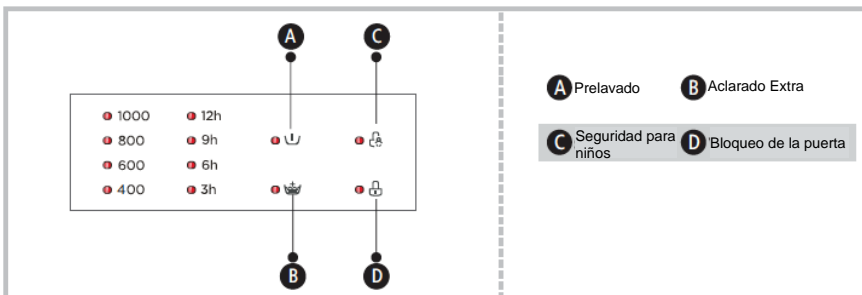 A C
1000 12h
800 9h
600 6h
400 3h
B D
A Prelavado B Aclarado Extra
C Seguridad para niños D Bloqueo de la puerta